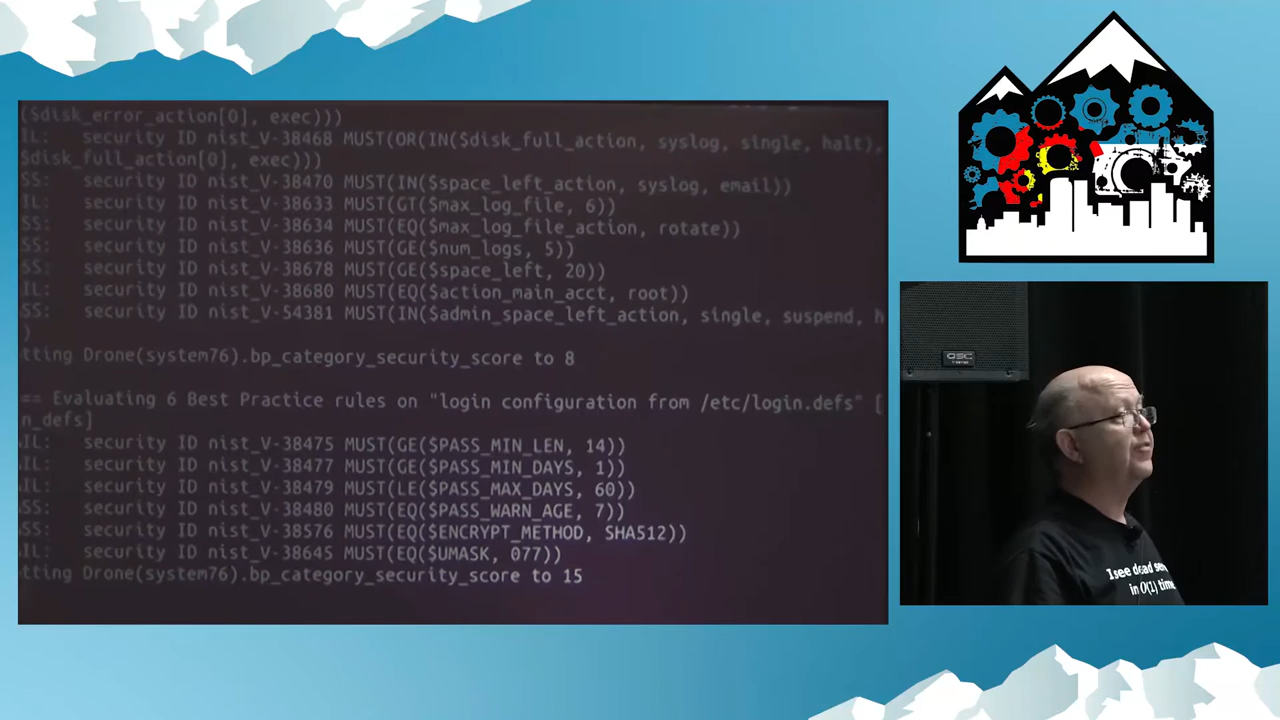 ($disk_error_action[0], exec)))
IL: security ID nist_V-38468 MUST(OR(IN($disk_full_action, syslog, single, halt),
$disk_full_action[0], exec)))
SS: security ID nist_V-38470 MUST(IN($space_left_action, syslog, email))
IL: security ID nist_V-38633 MUST(GT($max_log_file, 6))
SS: security ID nist_V-38634 MUST(EQ($max_log_file_action, rotate))
SS: security ID nist_V-38636 MUST(GE($num_logs, 5))
SS: security ID nist_V-38678 MUST(GE($space_left, 20))
IL: security ID nist_V-38680 MUST(EQ($action_main_acct, root))
SS: security ID nist_V-54381 MUST(IN($admin_space_left_action, single, suspend, h
)
tting Drone(system76).bp_category_security_score to 8
== Evaluating 6 Best Practice rules on "login configuration from /etc/login.defs" [
n_defs]
IL: security ID nist_V-38475 MUST(GE($PASS_MIN_LEN, 14))
IL: security ID nist_V-38477 MUST(GE($PASS_MIN_DAYS, 1))
IL: security ID nist_V-38479 MUST(LE($PASS_MAX_DAYS, 60))
SS: security ID nist_V-38480 MUST(EQ($PASS_WARN_AGE, 7))
SS: security ID nist_V-38576 MUST(EQ($ENCRYPT_METHOD, SHA512))
IL: security ID nist_V-38645 MUST(EQ($UMASK, 077))
tting Drone(system76).bp_category_security_score to 15
QSC
I see dead
in O(1) time